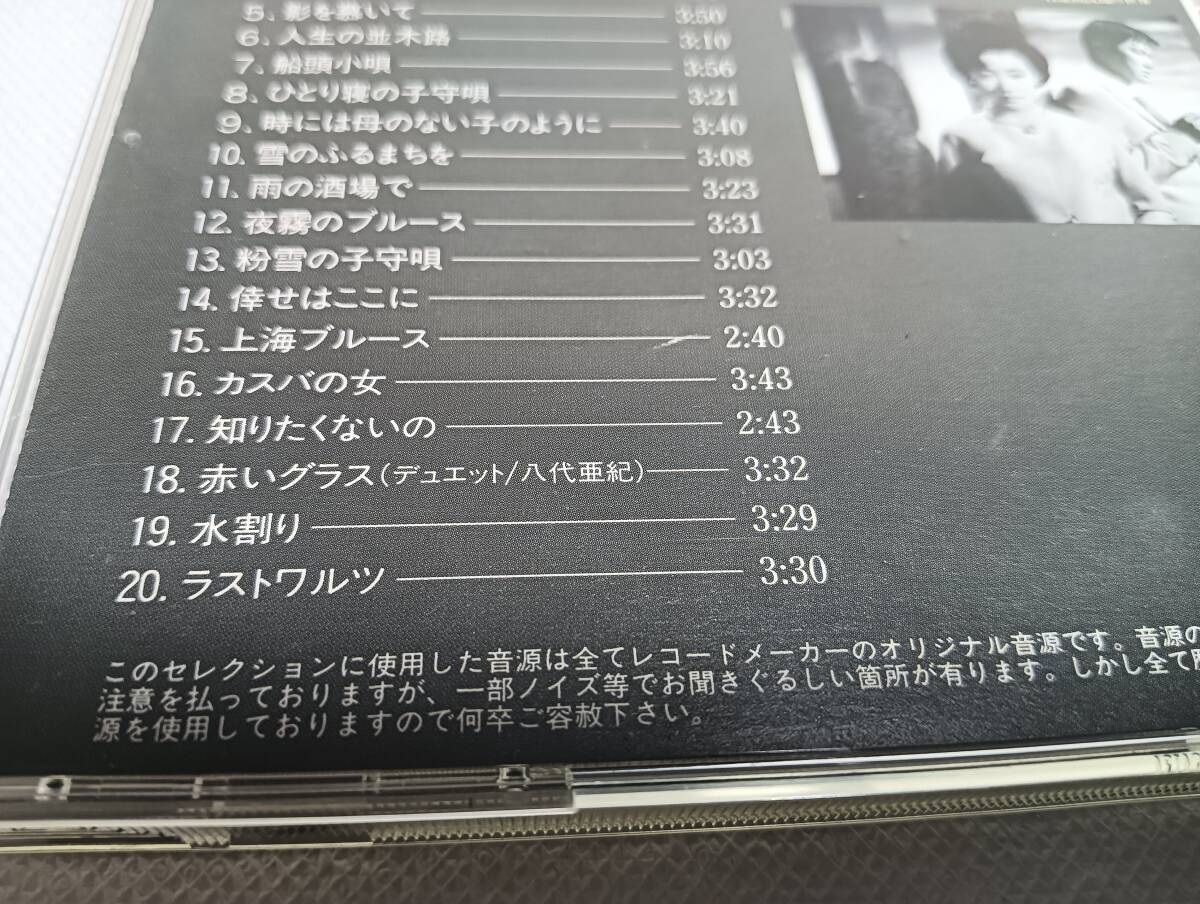 5. 影を慕いて 3:50
6. 人生の並木路 3:10
7. 船頭小唄 3:56
8. ひとり寝の子守唄 3:21
9. 時には母のない子のように 3:40
10. 雪のふるまちを 3:08
11. 雨の酒場で 3:23
12. 夜霧のブルース 3:31
13. 粉雪の子守唄 3:03
14. 倖せはここに 3:32
15. 上海ブルース 2:40
16. カスバの女 3:43
17. 知りたくないの 2:43
18. 赤いグラス(デュエット/八代亜紀) 3:32
19. 水割り 3:29
20. ラストワルツ 3:30
このセレクションに使用した音源は全てレコードメーカーのオリジナル音源です。音源の
注意を払っておりますが、一部ノイズ等でお聞きぐるしい箇所が有ります。しかし全て
源を使用しておりますので何卒ご容赦下さい。